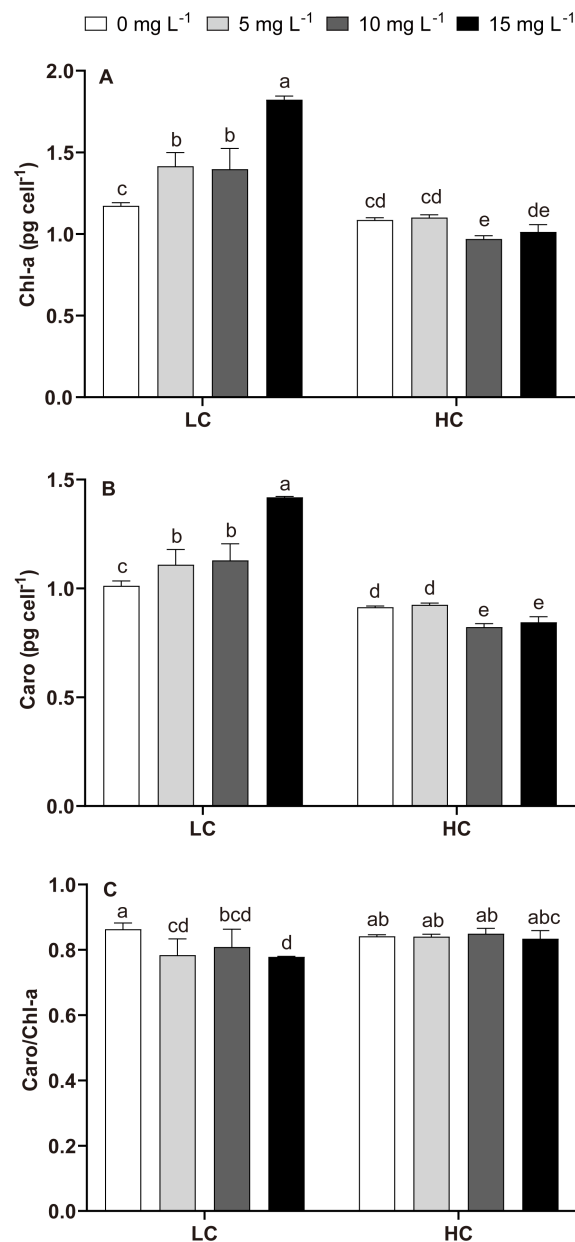 0 mg L⁻¹ 5 mg L⁻¹ 10 mg L⁻¹ 15 mg L⁻¹
A
Chl-a (pg cell⁻¹)
2.0
1.5
1.0
0.5
0.0
c b b a cd cd e de
LC HC
B
Caro (pg cell⁻¹)
1.5
1.0
0.5
0.0
c b b a d d e e
LC HC
C
Caro/Chl-a
1.0
0.8
0.6
0.4
0.2
0.0
a cd bcd d ab ab ab abc
LC HC